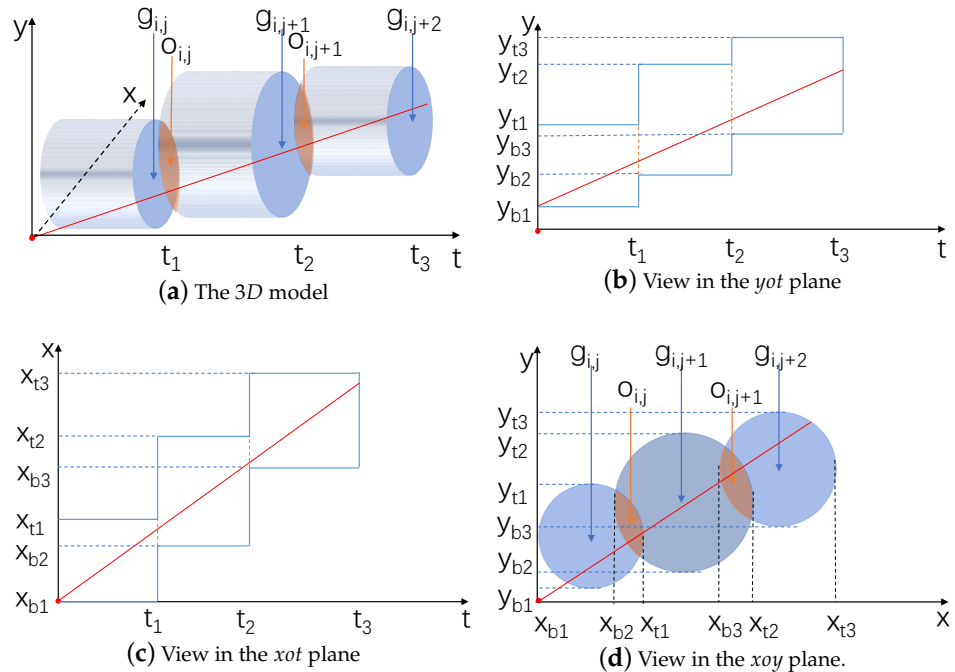 y
g_{i,j}
g_{i,j+1}
g_{i,j+2}
o_{i,j}
o_{i,j+1}
x
t_1
t_2
t_3
t
(a) The 3D model
y
y_{t3}
y_{t2}
y_{t1}
y_{b3}
y_{b2}
y_{b1}
t_1
t_2
t_3
t
(b) View in the yot plane
x
x_{t3}
x_{t2}
x_{b3}
x_{t1}
x_{b2}
x_{b1}
t_1
t_2
t_3
t
(c) View in the xot plane
y
g_{i,j}
g_{i,j+1}
g_{i,j+2}
o_{i,j}
o_{i,j+1}
y_{t3}
y_{t2}
y_{t1}
y_{b3}
y_{b2}
y_{b1}
x_{b1}
x_{b2}
x_{t1}
x_{b3}
x_{t2}
x_{t3}
x
(d) View in the xoy plane.